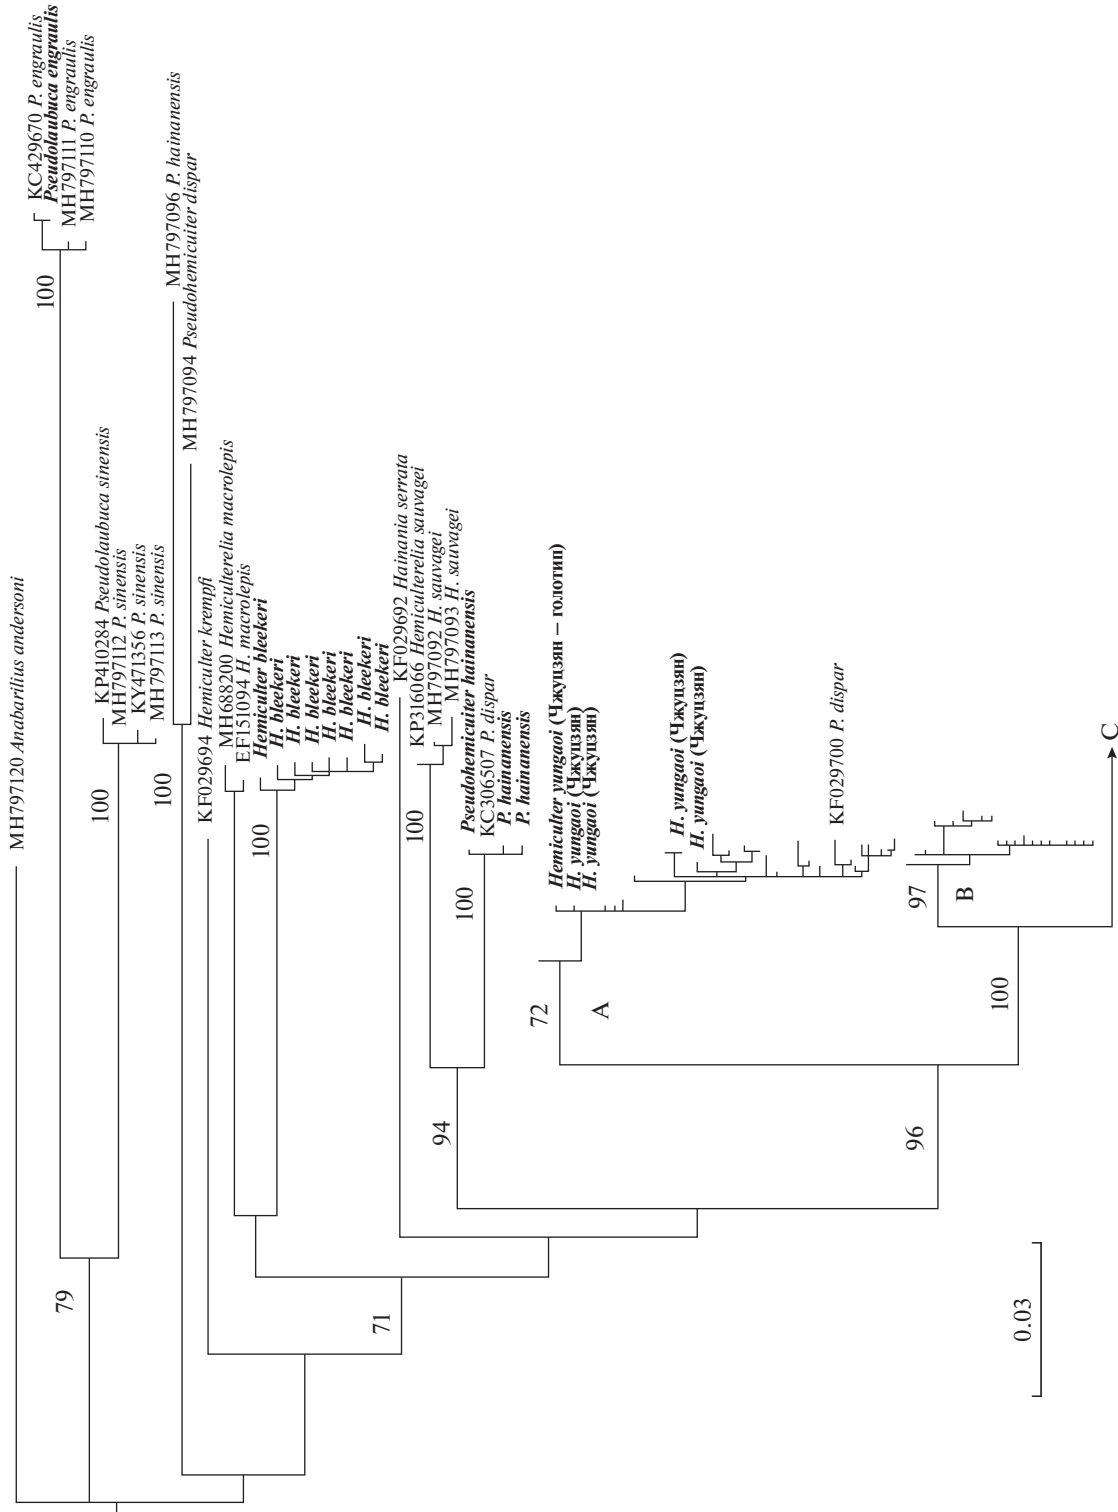 MH797120 Anabarilius andersoni
KC429670 P. engraulis
Pseudolaubuca engraulis
MH797111 P. engraulis
MH797110 P. engraulis
100
79
KP410284 Pseudolaubuca sinensis
MH797112 P. sinensis
KY471356 P. sinensis
MH797113 P. sinensis
100
MH797096 P. hainanensis
MH797094 Pseudohemicuiter dispar
100
KF029694 Hemiculter krempfi
MH688200 Hemiculterelia macrolepis
EF151094 H. macrolepis
Hemiculter bleekeri
H. bleekeri
H. bleekeri
H. bleekeri
H. bleekeri
H. bleekeri
H. bleekeri
H. bleekeri
100
71
KF029692 Hainania serrata
KP316066 Hemiculterelia sauvagei
MH797092 H. sauvagei
MH797093 H. sauvagei
100
94
Pseudohemicuiter hainanensis
KC306507 P. dispar
P. hainanensis
P. hainanensis
100
Hemiculter yungaoi (Чжуцзян – голотип)
H. yungaoi (Чжуцзян)
H. yungaoi (Чжуцзян)
72
A
H. yungaoi (Чжуцзян)
H. yungaoi (Чжуцзян)
KF029700 P. dispar
96
97
B
100
C
0.03